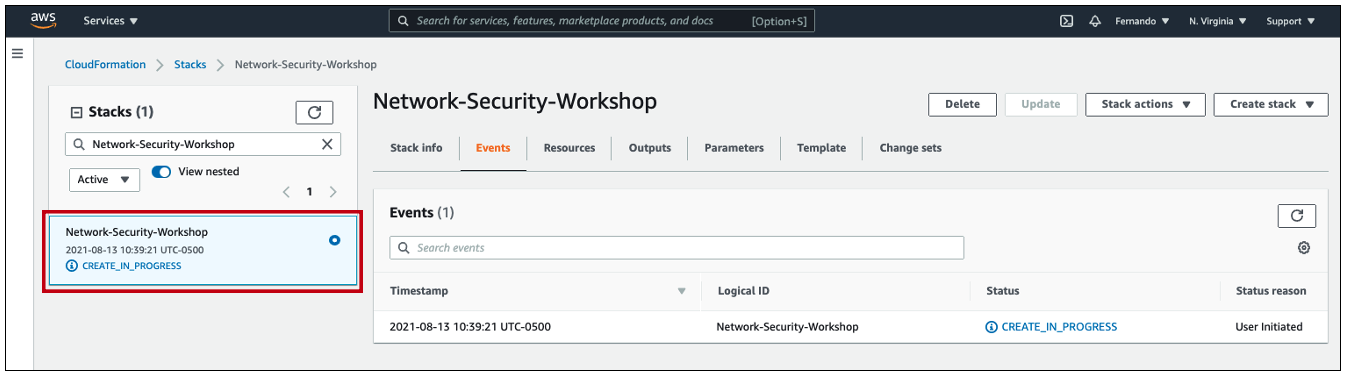 aws
Services ▼
Search for services, features, marketplace products, and docs [Option+S]
Fernando ▼
N. Virginia ▼
Support ▼
CloudFormation > Stacks > Network-Security-Workshop
Stacks (1)
Network-Security-Workshop
Active ▼
View nested
< 1 >
Network-Security-Workshop
2021-08-13 10:39:21 UTC-0500
CREATE_IN_PROGRESS
Network-Security-Workshop
Delete
Update
Stack actions ▼
Create stack ▼
Stack info
Events
Resources
Outputs
Parameters
Template
Change sets
Events (1)
Search events
Timestamp Logical ID Status Status reason
2021-08-13 10:39:21 UTC-0500 Network-Security-Workshop CREATE_IN_PROGRESS User Initiated